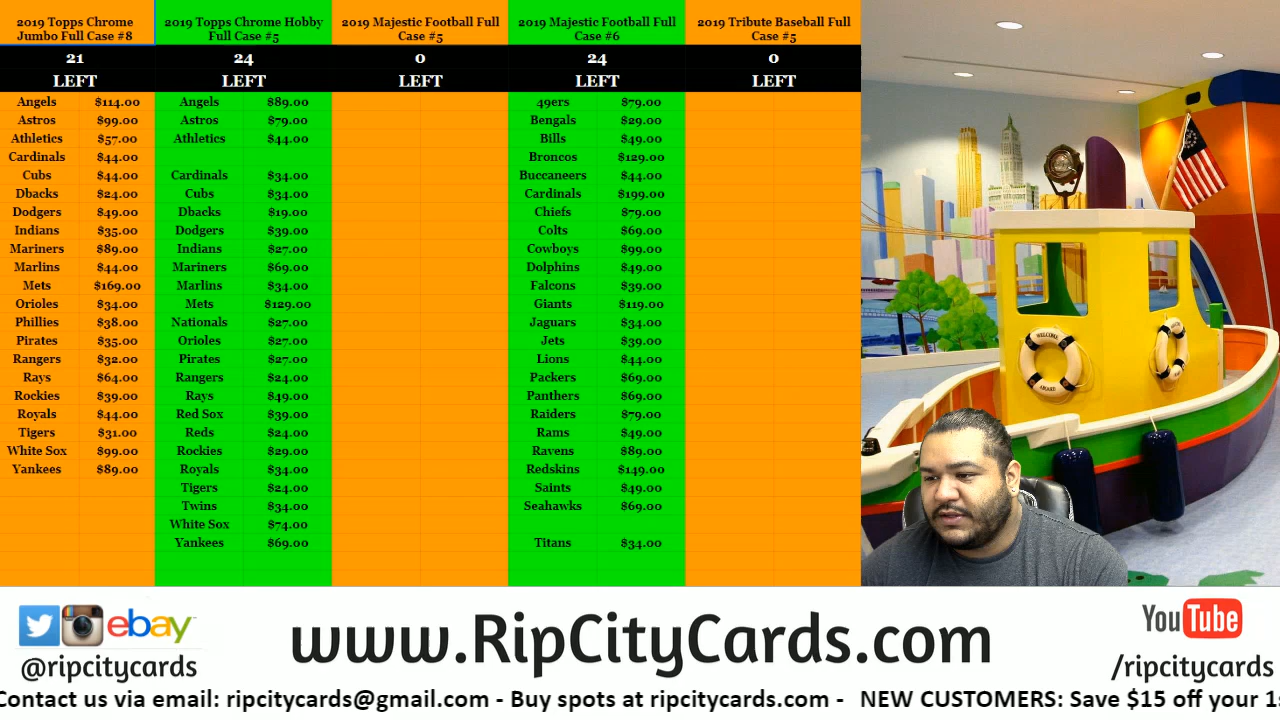 2019 Topps Chrome Jumbo Full Case #8
21
LEFT
Angels $114.00
Astros $99.00
Athletics $57.00
Cardinals $44.00
Cubs $44.00
Dbacks $24.00
Dodgers $49.00
Indians $35.00
Mariners $89.00
Marlins $44.00
Mets $169.00
Orioles $34.00
Phillies $38.00
Pirates $35.00
Rangers $32.00
Rays $64.00
Rockies $39.00
Royals $44.00
Tigers $31.00
White Sox $99.00
Yankees $89.00
2019 Topps Chrome Hobby Full Case #5
24
LEFT
Angels $89.00
Astros $79.00
Athletics $44.00
Cardinals $34.00
Cubs $34.00
Dbacks $19.00
Dodgers $39.00
Indians $27.00
Mariners $69.00
Marlins $34.00
Mets $129.00
Nationals $27.00
Orioles $27.00
Pirates $27.00
Rangers $24.00
Rays $49.00
Red Sox $39.00
Reds $24.00
Rockies $29.00
Royals $34.00
Tigers $24.00
Twins $34.00
White Sox $74.00
Yankees $69.00
2019 Majestic Football Full Case #5
0
LEFT
2019 Majestic Football Full Case #6
24
LEFT
49ers $79.00
Bengals $29.00
Bills $49.00
Broncos $129.00
Buccaneers $44.00
Cardinals $199.00
Chiefs $79.00
Colts $69.00
Cowboys $99.00
Dolphins $49.00
Falcons $39.00
Giants $119.00
Jaguars $34.00
Jets $39.00
Lions $44.00
Packers $69.00
Panthers $69.00
Raiders $79.00
Rams $49.00
Ravens $89.00
Redskins $149.00
Saints $49.00
Seahawks $69.00
Titans $34.00
2019 Tribute Baseball Full Case #5
0
LEFT
WELCOME
ABOARD
ebay
@ripcitycards
www.RipCityCards.com
YouTube
/ripcitycards
Contact us via email: ripcitycards@gmail.com - Buy spots at ripcitycards.com - NEW CUSTOMERS: Save $15 off your 1s